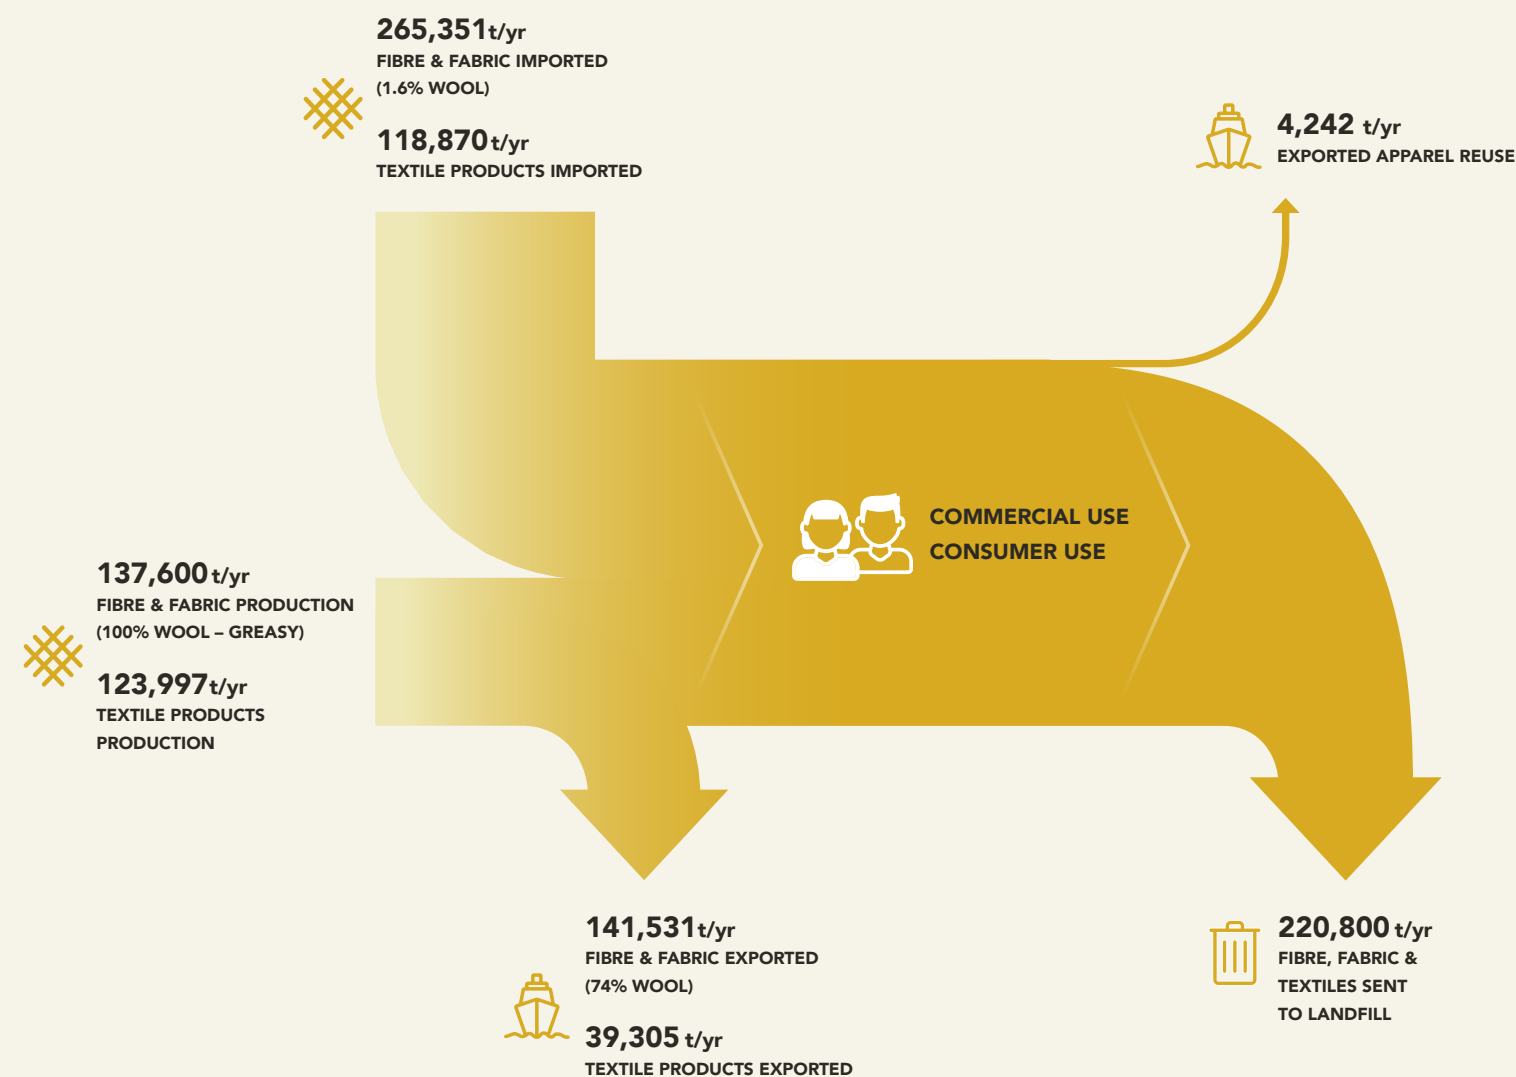 265,351t/yr
FIBRE & FABRIC IMPORTED
(1.6% WOOL)
118,870t/yr
TEXTILE PRODUCTS IMPORTED
4,242 t/yr
EXPORTED APPAREL REUSE
COMMERCIAL USE
CONSUMER USE
137,600t/yr
FIBRE & FABRIC PRODUCTION
(100% WOOL – GREASY)
123,997t/yr
TEXTILE PRODUCTS
PRODUCTION
141,531t/yr
FIBRE & FABRIC EXPORTED
(74% WOOL)
39,305 t/yr
TEXTILE PRODUCTS EXPORTED
220,800 t/yr
FIBRE, FABRIC &
TEXTILES SENT
TO LANDFILL